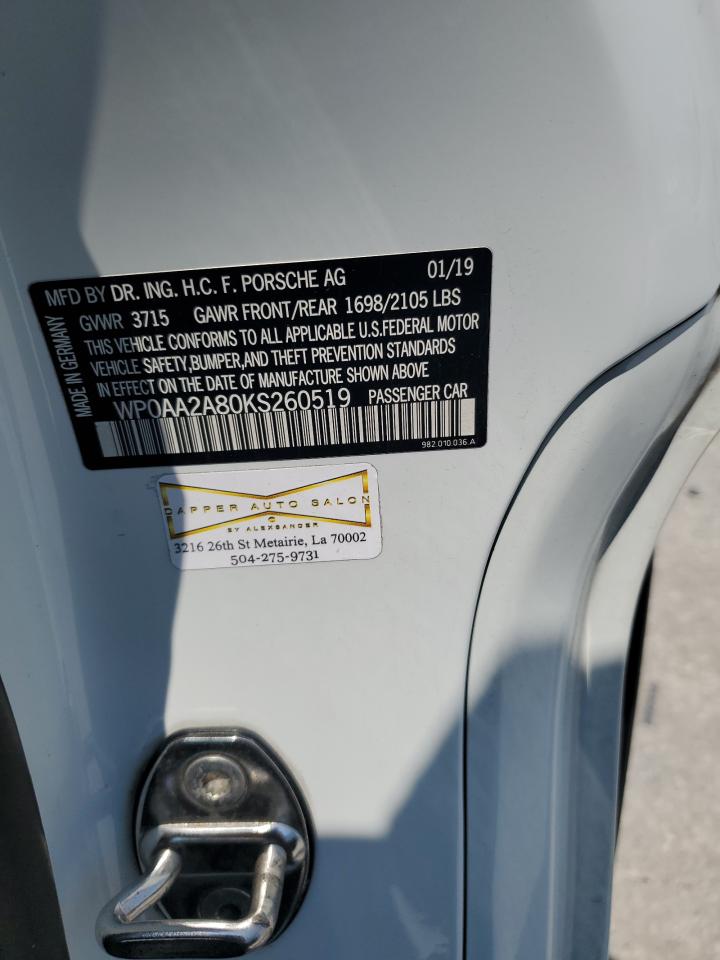 MFD BY DR. ING. H.C. F. PORSCHE AG 01/19
GVWR 3715 GAWR FRONT/REAR 1698/2105 LBS
THIS VEHICLE CONFORMS TO ALL APPLICABLE U.S.FEDERAL MOTOR
VEHICLE SAFETY,BUMPER,AND THEFT PREVENTION STANDARDS
IN EFFECT ON THE DATE OF MANUFACTURE SHOWN ABOVE
WP0AA2A80KS260519 PASSENGER CAR
982.010.036.A
MADE IN GERMANY
DAPPER AUTO SALON
BY ALEXSANDER
3216 26th St Metairie, La 70002
504-275-9731